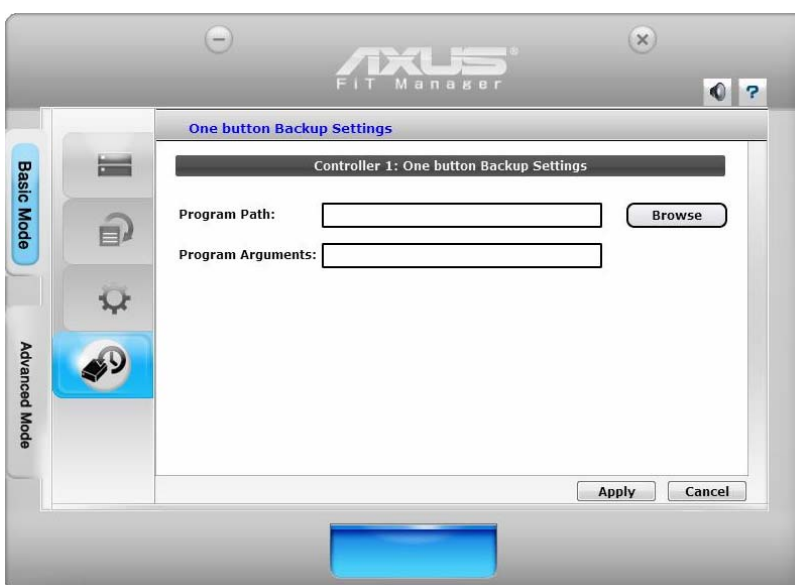 AXUS
FiT Manager
?
One button Backup Settings
Basic Mode
Controller 1: One button Backup Settings
Program Path:
Browse
Program Arguments:
Advanced Mode
Apply
Cancel